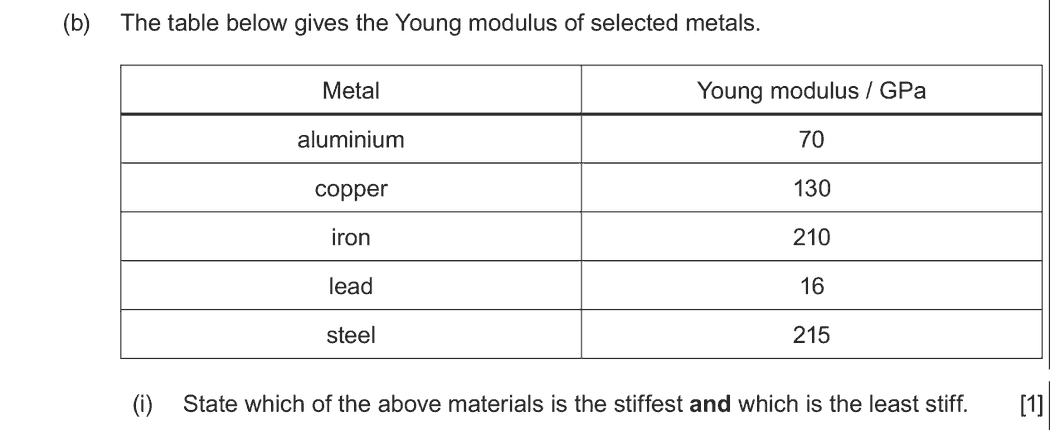 (b) The table below gives the Young modulus of selected metals.
Metal Young modulus / GPa
aluminium 70
copper 130
iron 210
lead 16
steel 215
(i) State which of the above materials is the stiffest and which is the least stiff. [1]